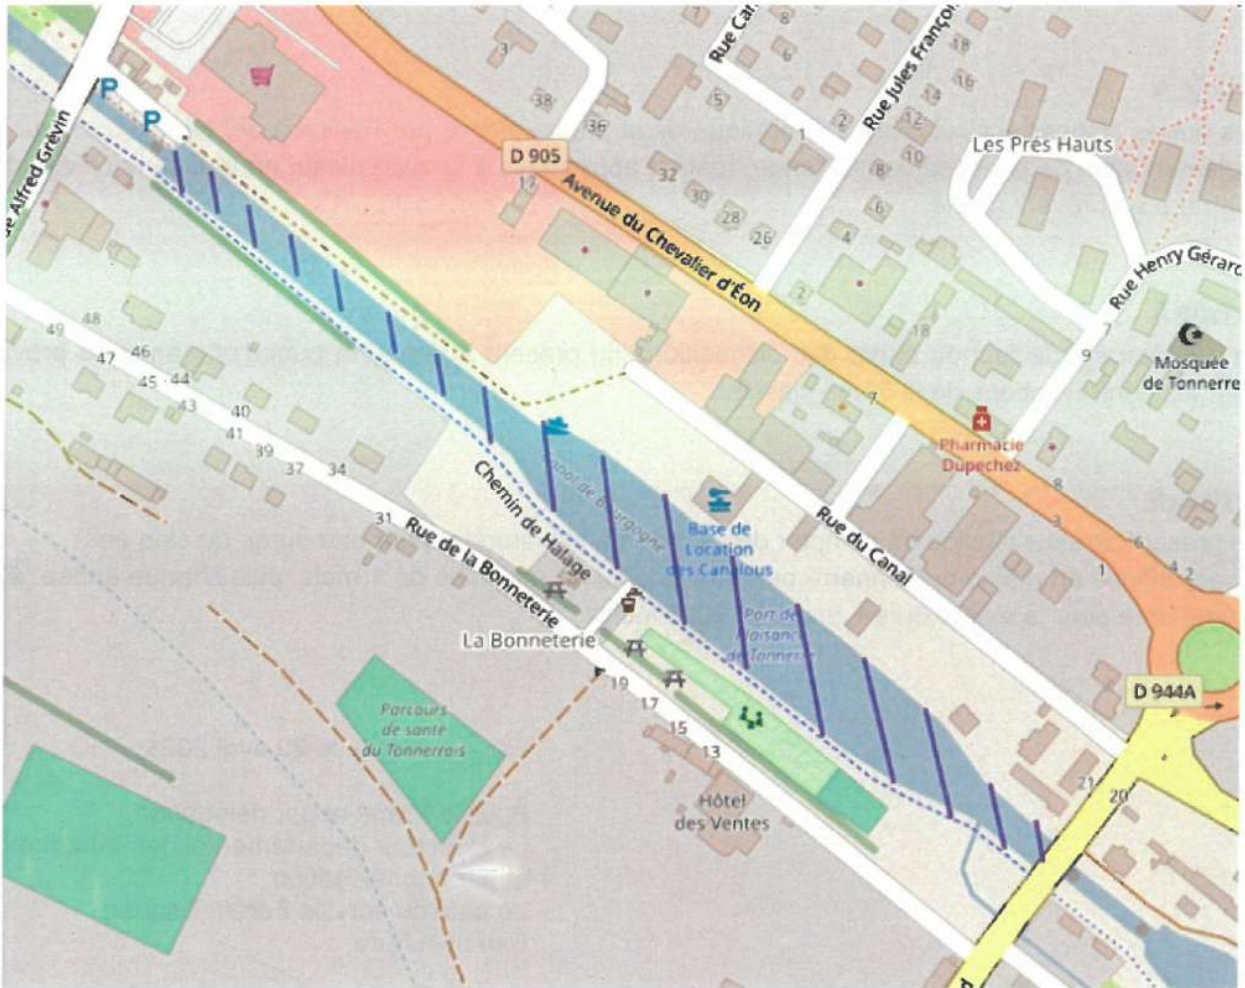 P
P
D 905
Avenue du Chevalier d'Éon
Rue Jules Franço
Les Prés Hauts
Rue Henry Gérard
Mosquée
de Tonnerre
Pharmacie
Dupechez
Alfred Grévin
3
38
36
17
32
30
28
26
5
6
8
1
2
18
16
14
12
10
8
6
4
2
18
7
9
7
8
3
6
1
4
2
49
48
47
46
45
44
43
40
41
39
37
34
31
Chemin de Halage
Canal de Bourgogne
Base de
Location
des Canalous
Rue du Canal
Rue de la Bonneterie
La Bonneterie
Port de
Plaisance
de Tonnerre
19
17
15
13
Parcours
de santé
du Tonnerrois
Hôtel
des Ventes
D 944A
21
20